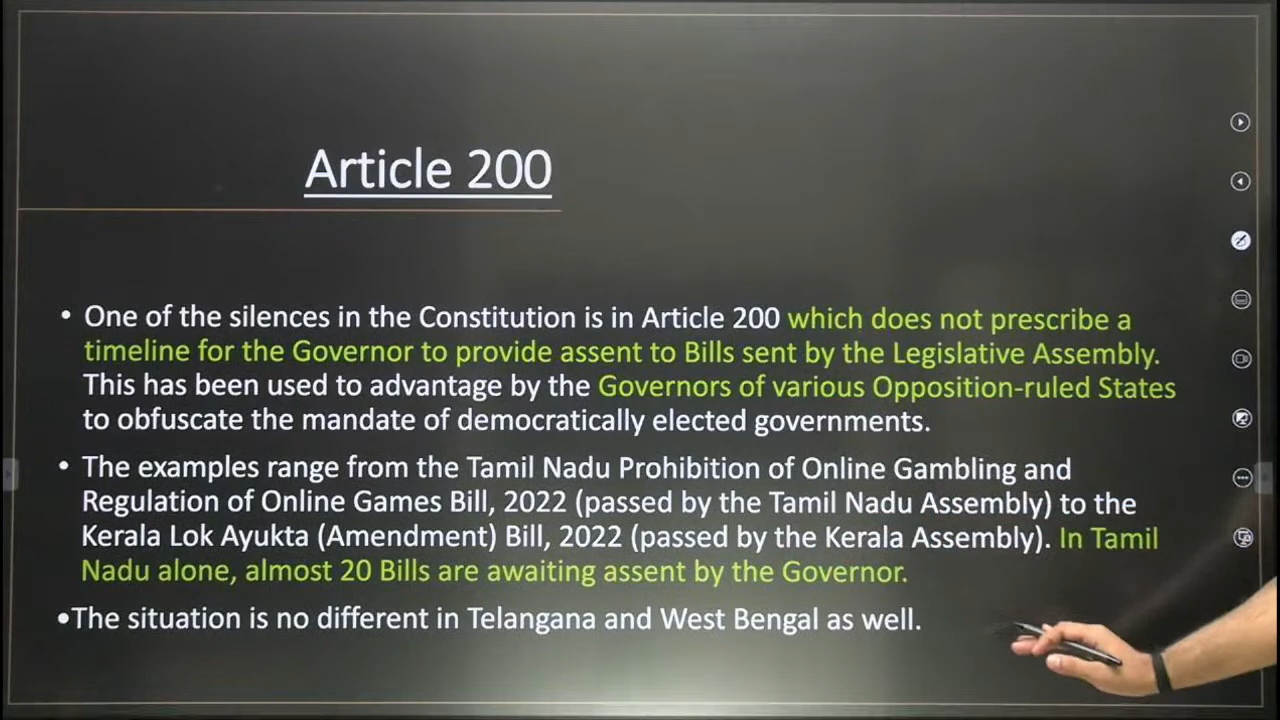 Article 200
• One of the silences in the Constitution is in Article 200 which does not prescribe a
timeline for the Governor to provide assent to Bills sent by the Legislative Assembly.
This has been used to advantage by the Governors of various Opposition-ruled States
to obfuscate the mandate of democratically elected governments.
• The examples range from the Tamil Nadu Prohibition of Online Gambling and
Regulation of Online Games Bill, 2022 (passed by the Tamil Nadu Assembly) to the
Kerala Lok Ayukta (Amendment) Bill, 2022 (passed by the Kerala Assembly). In Tamil
Nadu alone, almost 20 Bills are awaiting assent by the Governor.
•The situation is no different in Telangana and West Bengal as well.